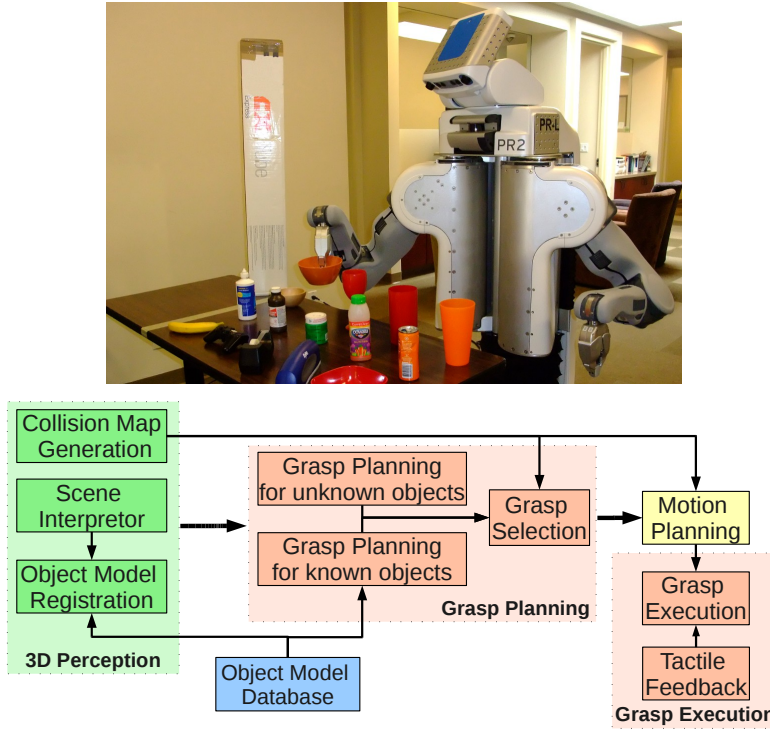 PR2
PR-L
Collision Map
Generation
Scene
Interpretor
Object Model
Registration
3D Perception
Object Model
Database
Grasp Planning
for unknown objects
Grasp Planning
for known objects
Grasp
Selection
Grasp Planning
Motion
Planning
Grasp
Execution
Tactile
Feedback
Grasp Execution